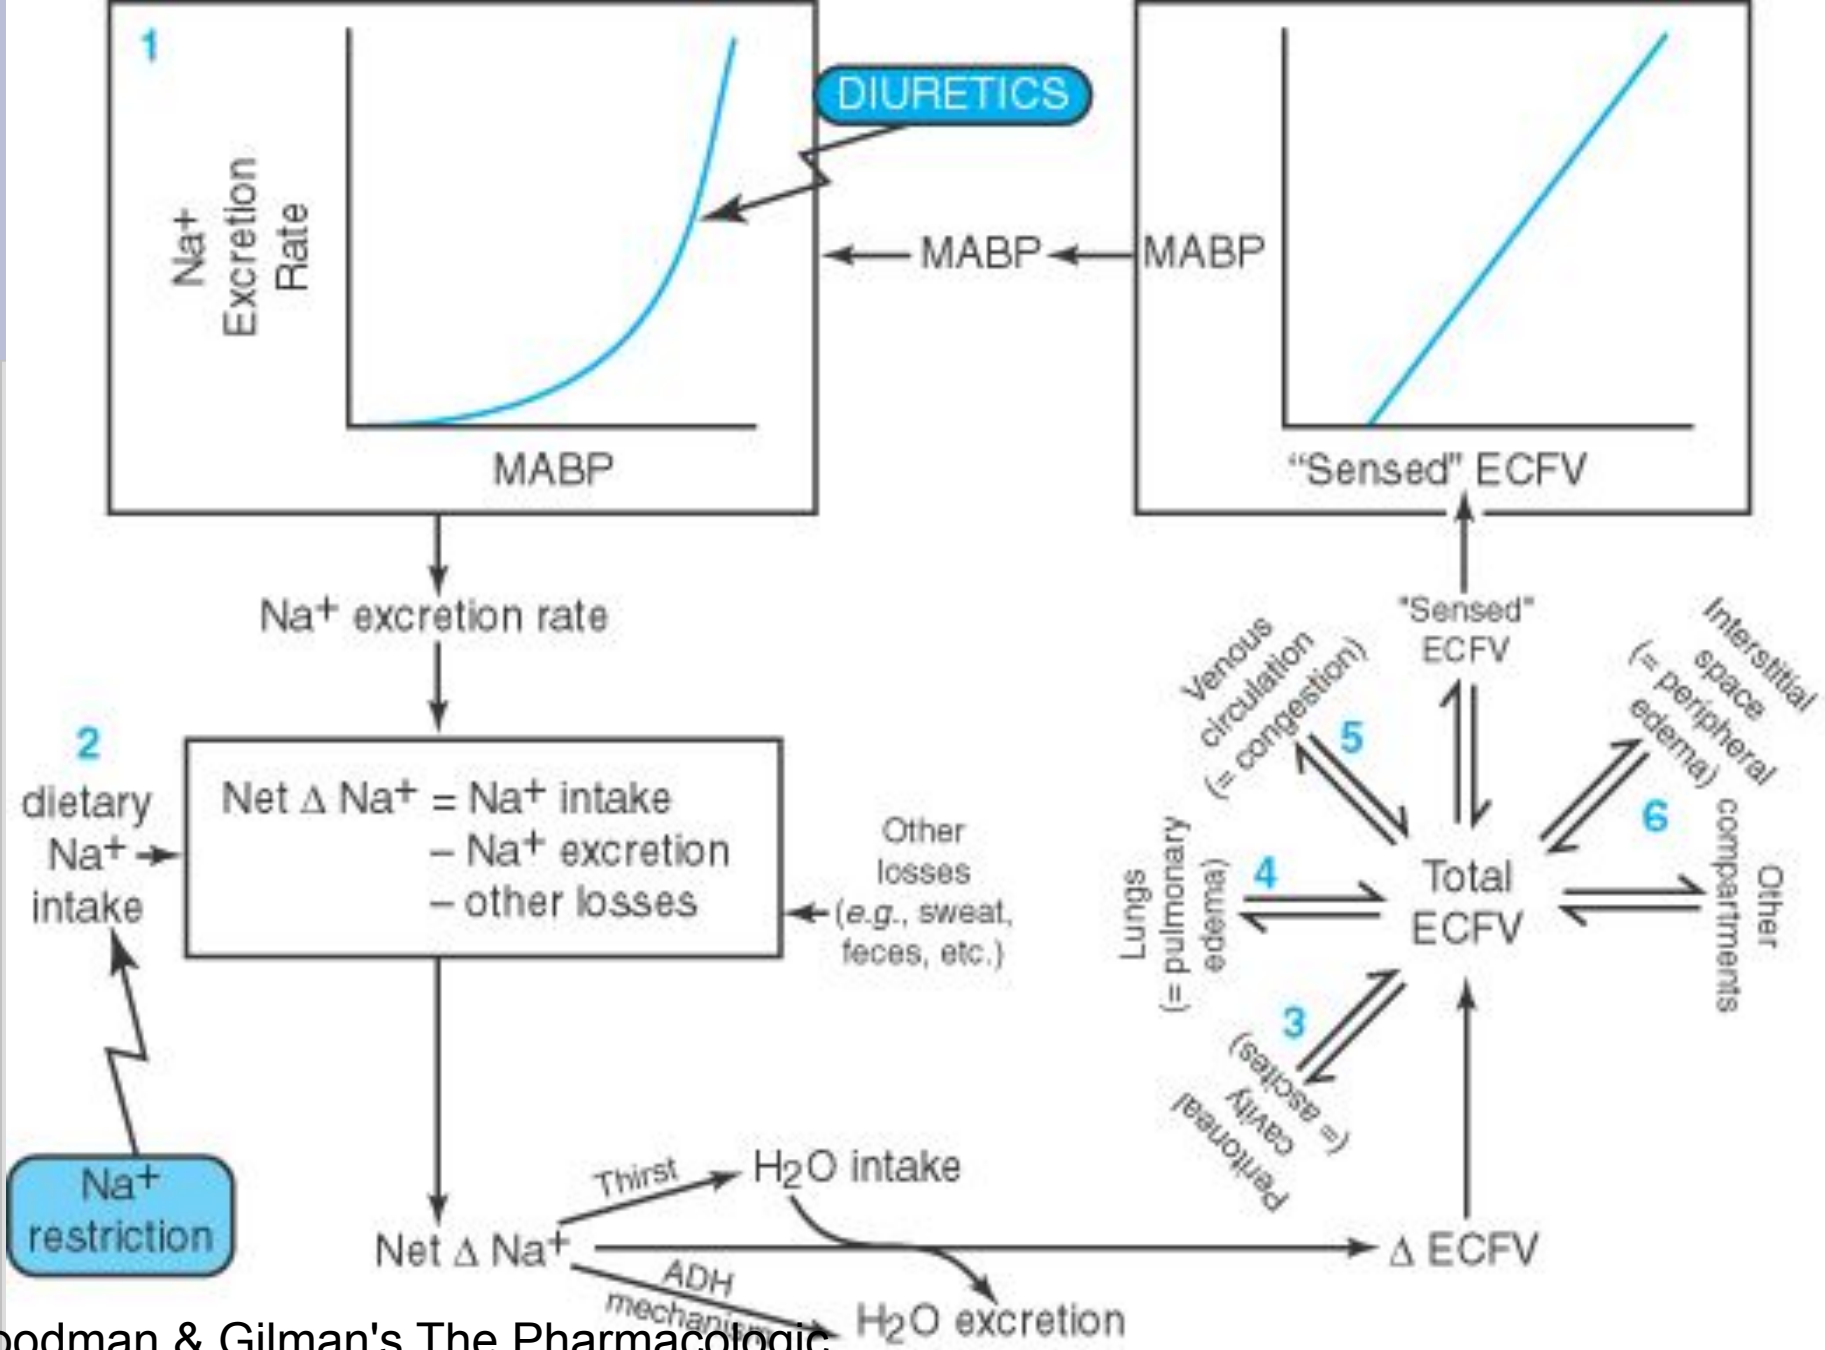 1
Na+
Excretion
Rate
MABP
DIURETICS
MABP
MABP
“Sensed” ECFV
Na+ excretion rate
2
dietary
Na+
intake
Net Δ Na+ = Na+ intake
– Na+ excretion
– other losses
Other
losses
(e.g., sweat,
feces, etc.)
Na+
restriction
Net Δ Na+
Thirst
H2O intake
ADH
mechanism
H2O excretion
Δ ECFV
Total
ECFV
"Sensed"
ECFV
Venous
circulation
(= congestion)
5
Interstitial
space
(= peripheral
edema)
6
Other
compartments
4
Lungs
(= pulmonary
edema)
3
Peritoneal
cavity
(= ascites)
oodman & Gilman's The Pharmacologic